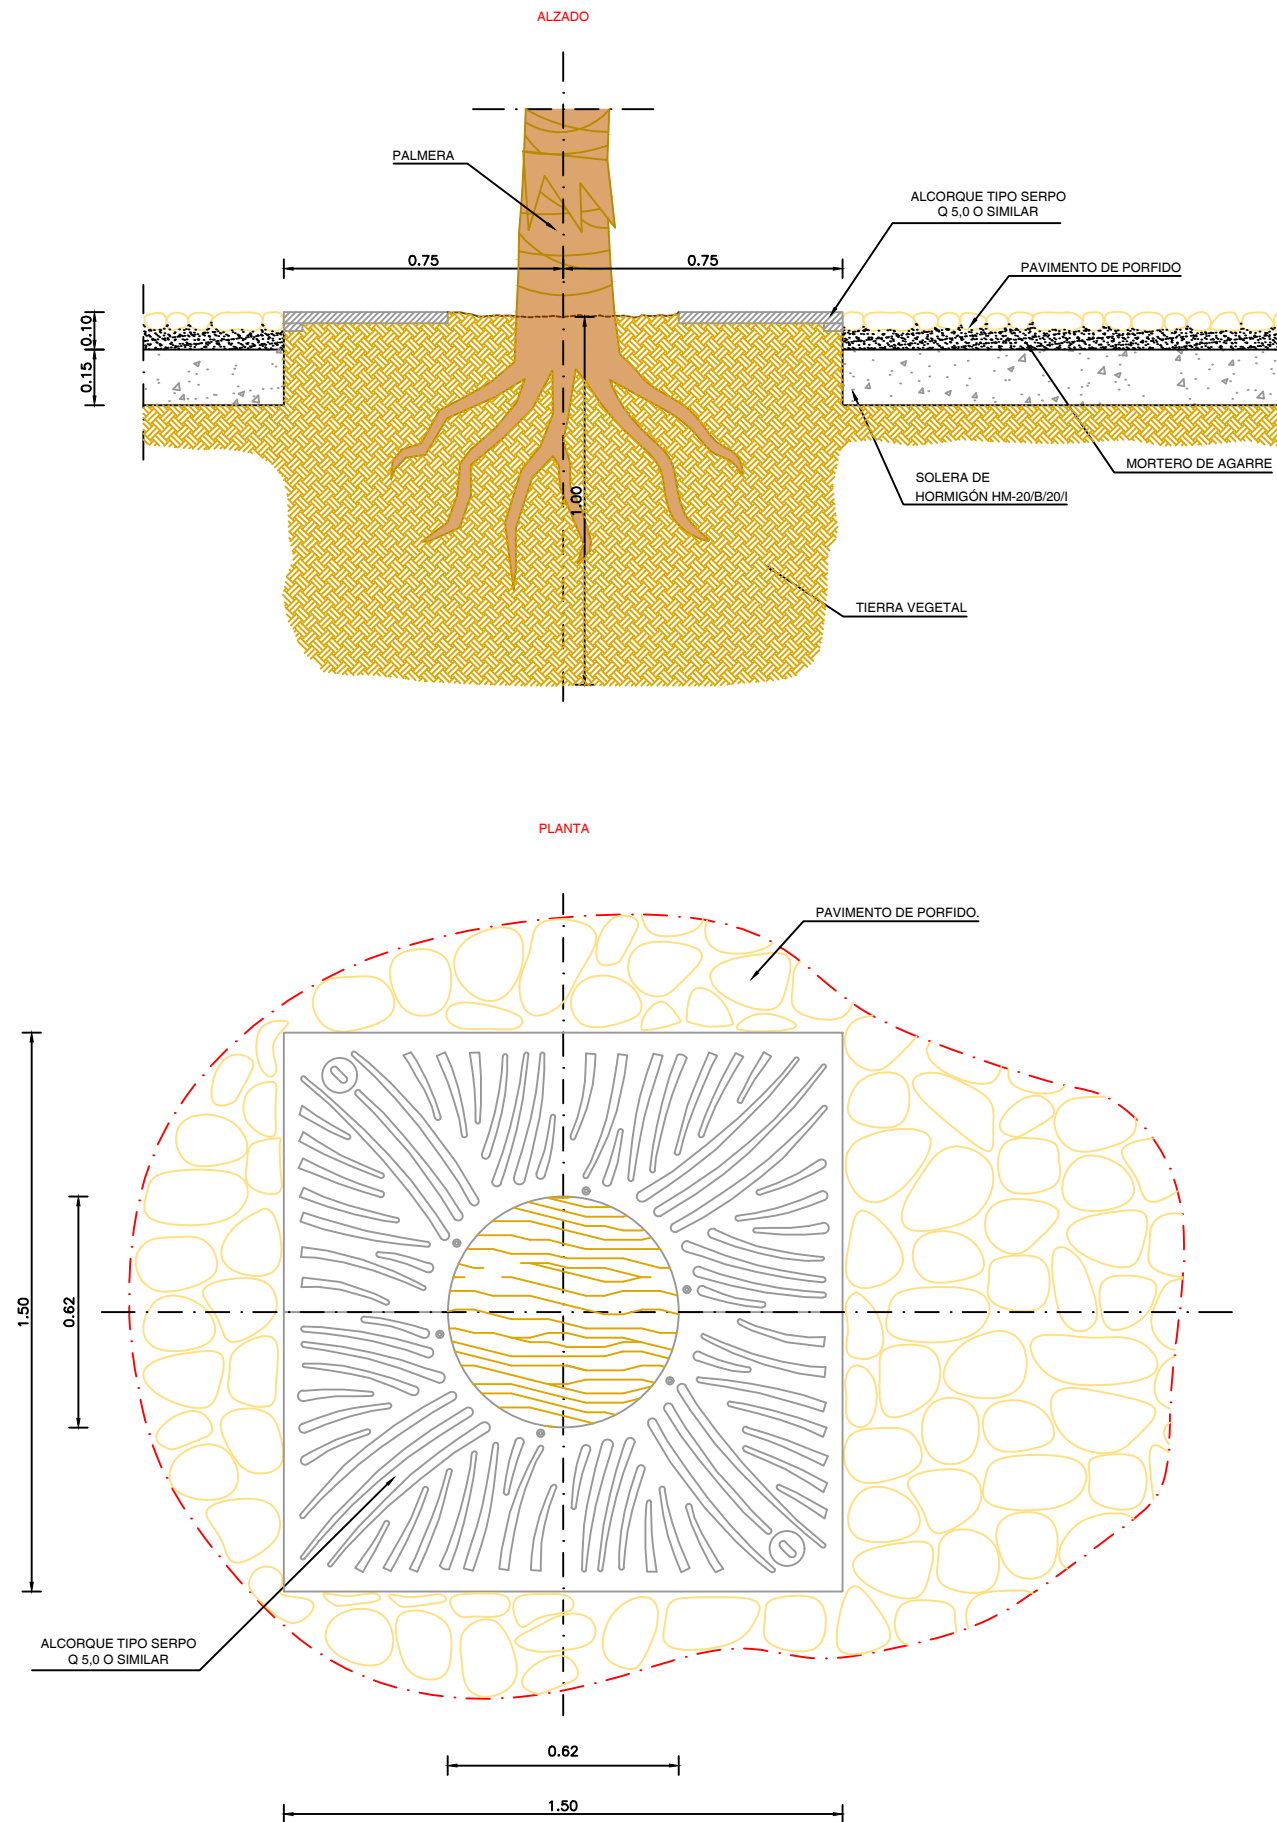 ALZADO
PALMERA
ALCORQUE TIPO SERPO
Q 5,0 O SIMILAR
0.75
0.75
PAVIMENTO DE PORFIDO
0.10
0.15
MORTERO DE AGARRE
SOLERA DE
HORMIGÓN HM-20/B/20/I
1.00
TIERRA VEGETAL
PLANTA
PAVIMENTO DE PORFIDO.
1.50
0.62
ALCORQUE TIPO SERPO
Q 5,0 O SIMILAR
0.62
1.50